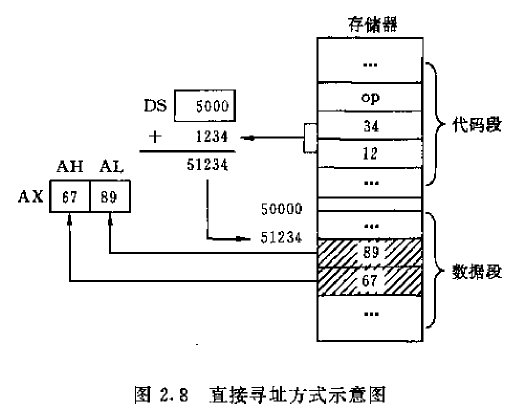 存储器
...
op
DS 5000
34
代码段
+ 1234
12
51234
AH AL
...
AX 67 89
50000
...
51234
89
数据段
67
...
图 2.8 直接寻址方式示意图